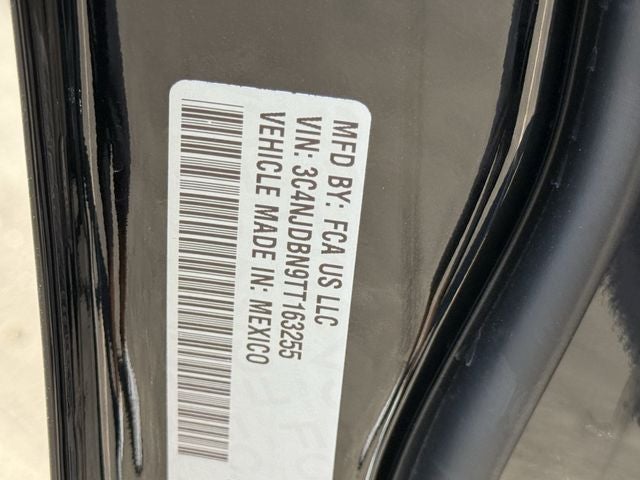 MFD BY: FCA US LLC
VIN: 3C4NJDBN9TT163255
VEHICLE MADE IN: MEXICO